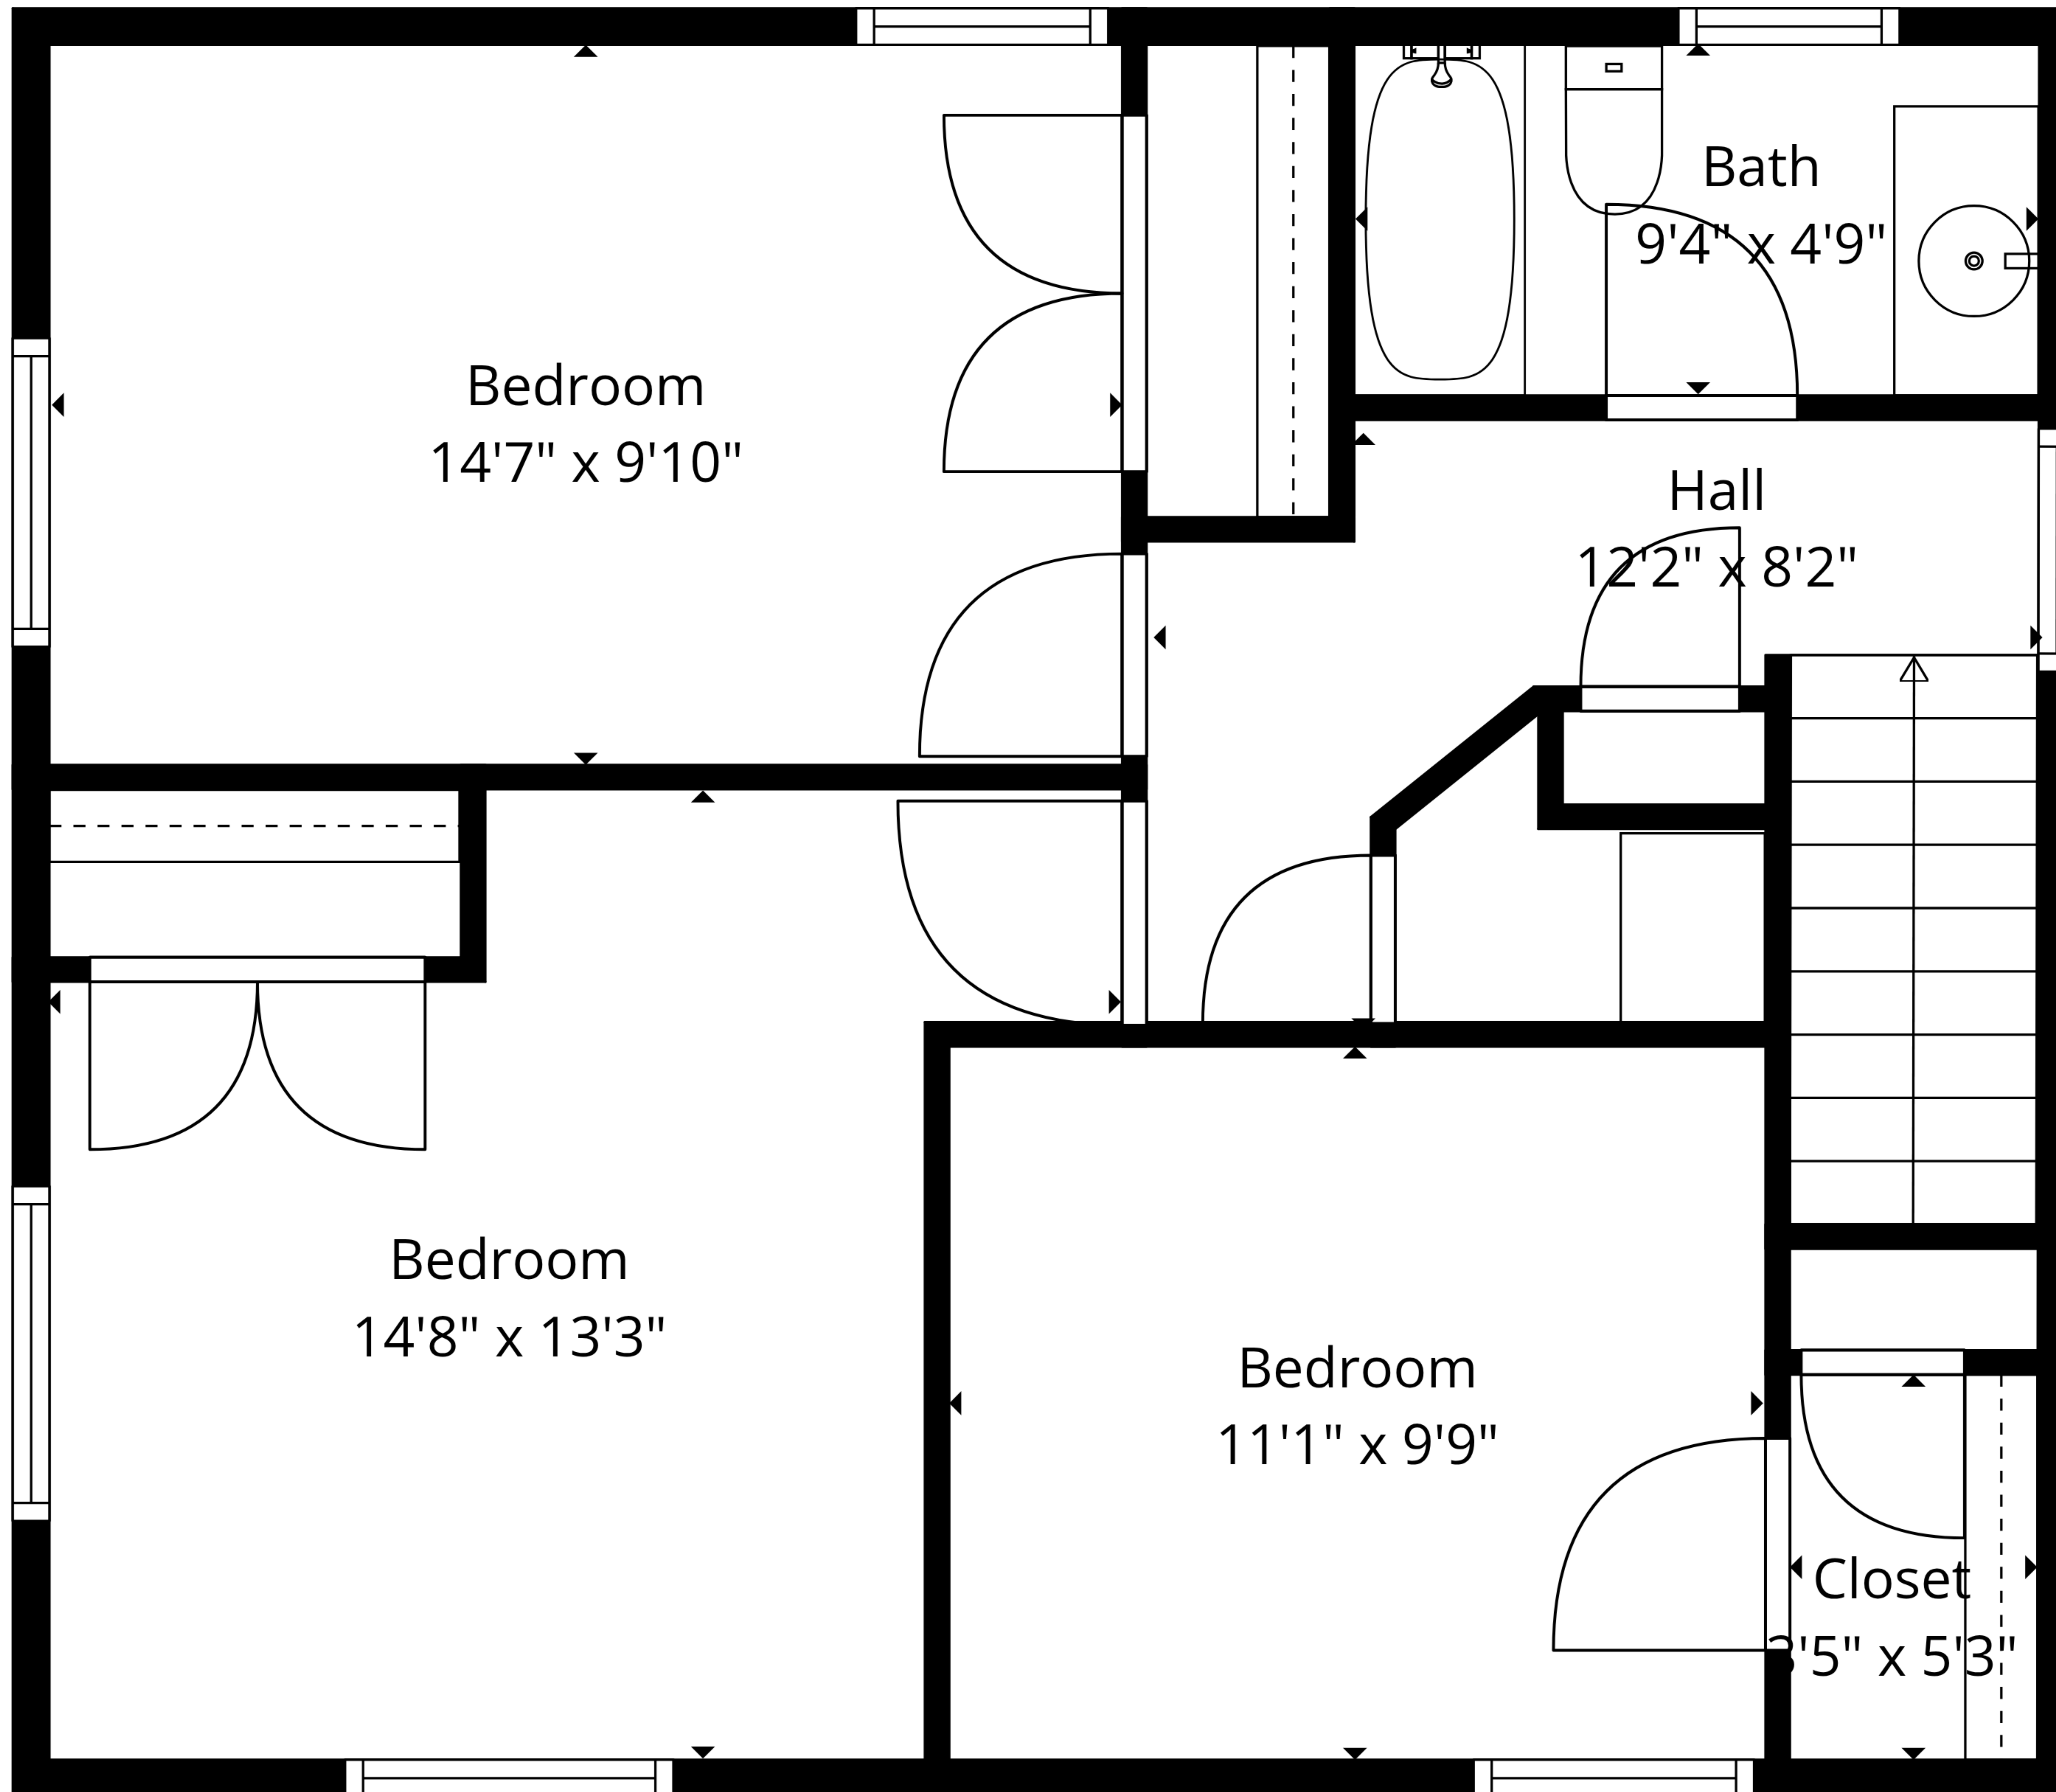 Bath
9'4" x 4'9"
Bedroom
14'7" x 9'10"
Hall
12'2" x 8'2"
Bedroom
14'8" x 13'3"
Bedroom
11'1" x 9'9"
Closet
3'5" x 5'3"